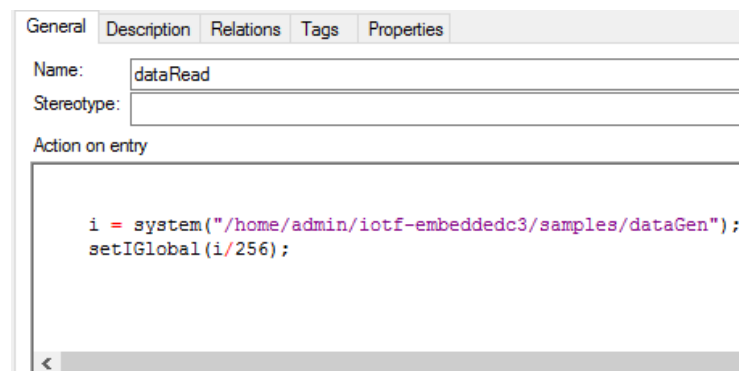 General Description Relations Tags Properties
Name: dataRead
Stereotype:
Action on entry
i = system("/home/admin/iotf-embeddedc3/samples/dataGen");
setIGlobal(i/256);